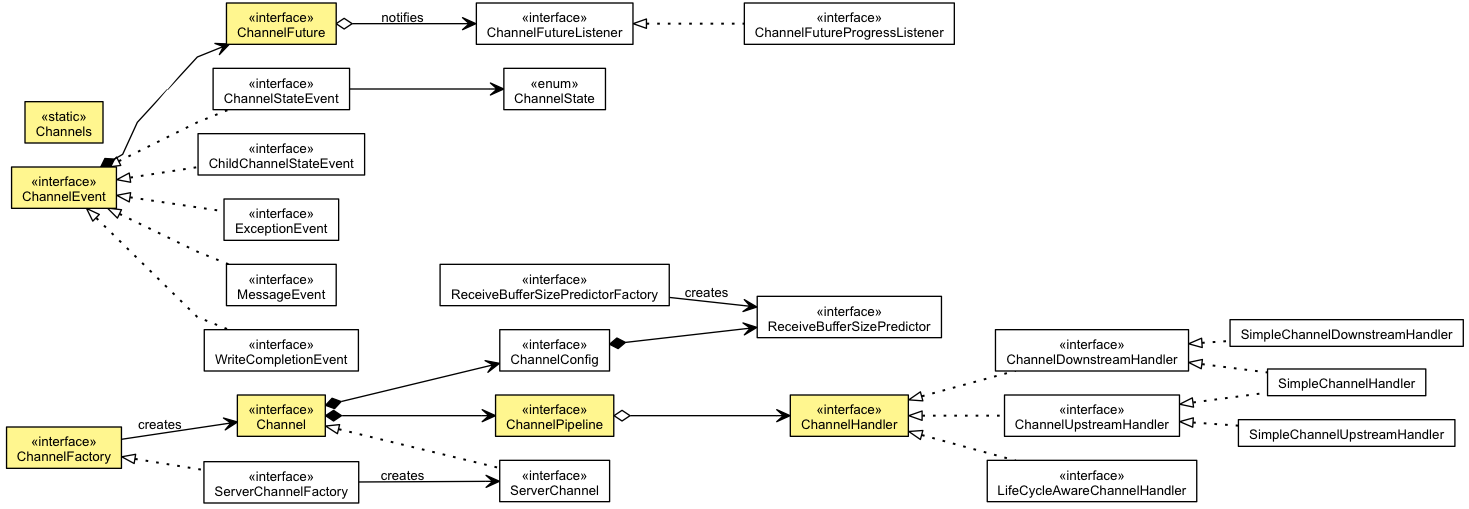 «interface»
ChannelFuture
notifies
«interface»
ChannelFutureListener
«interface»
ChannelFutureProgressListener
«interface»
ChannelStateEvent
«enum»
ChannelState
«static»
Channels
«interface»
ChildChannelStateEvent
«interface»
ChannelEvent
«interface»
ExceptionEvent
«interface»
MessageEvent
«interface»
ReceiveBufferSizePredictorFactory
creates
«interface»
ReceiveBufferSizePredictor
«interface»
WriteCompletionEvent
«interface»
ChannelConfig
«interface»
ChannelDownstreamHandler
SimpleChannelDownstreamHandler
SimpleChannelHandler
«interface»
Channel
«interface»
ChannelPipeline
«interface»
ChannelHandler
«interface»
ChannelUpstreamHandler
SimpleChannelUpstreamHandler
creates
«interface»
ChannelFactory
«interface»
ServerChannelFactory
creates
«interface»
ServerChannel
«interface»
LifeCycleAwareChannelHandler